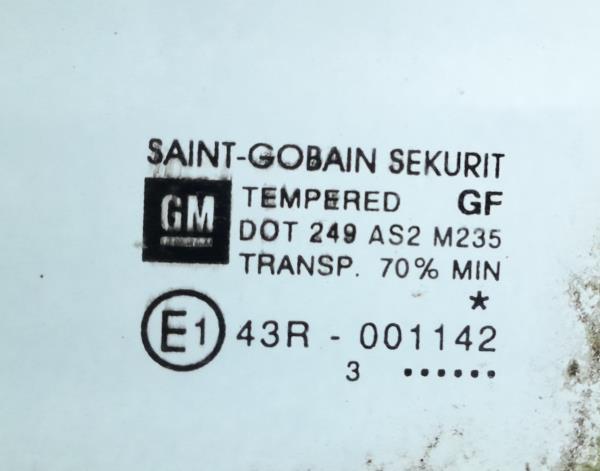 SAINT-GOBAIN SEKURIT
GM
TEMPERED GF
DOT 249 AS2 M235
TRANSP. 70% MIN
*
E1 43R - 001142
3 ••••••